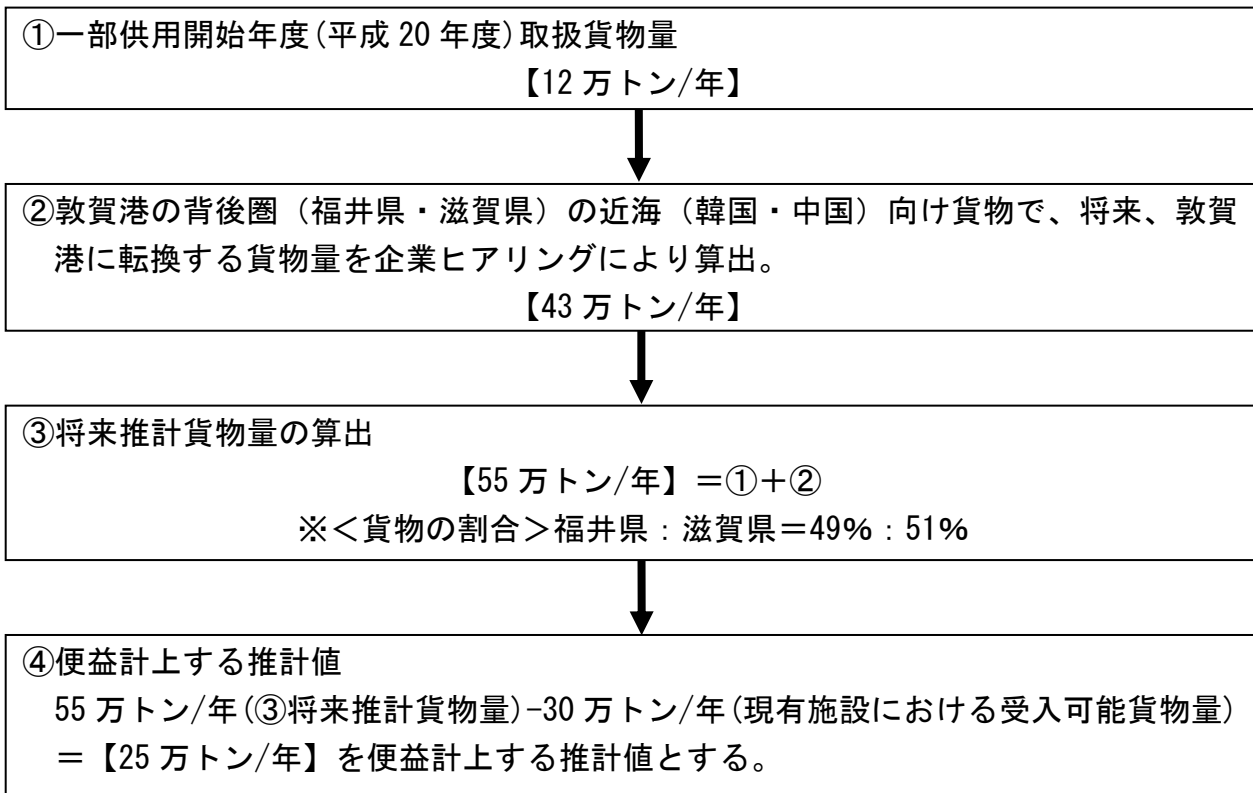 ①一部供用開始年度(平成 20 年度)取扱貨物量
【12 万トン/年】
②敦賀港の背後圏（福井県・滋賀県）の近海（韓国・中国）向け貨物で、将来、敦賀
港に転換する貨物量を企業ヒアリングにより算出。
【43 万トン/年】
③将来推計貨物量の算出
【55 万トン/年】＝①＋②
※＜貨物の割合＞福井県：滋賀県＝49％：51％
④便益計上する推計値
55 万トン/年(③将来推計貨物量)-30 万トン/年(現有施設における受入可能貨物量)
＝【25 万トン/年】を便益計上する推計値とする。